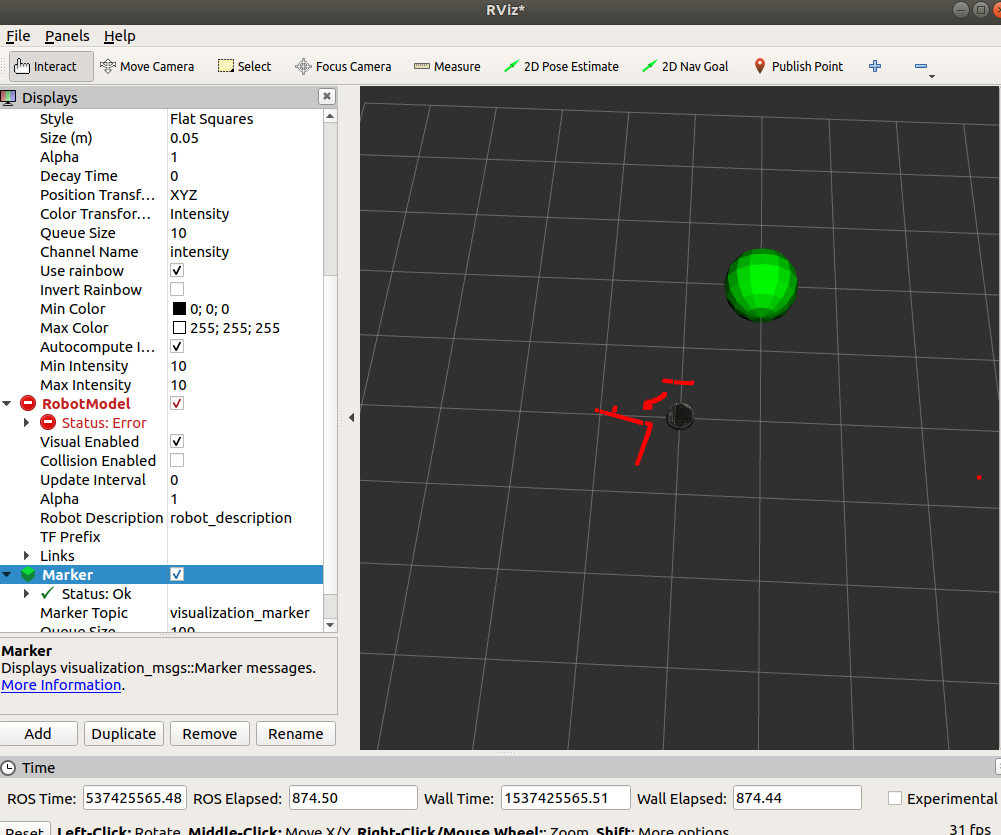 RViz*
File Panels Help
Interact Move Camera Select Focus Camera Measure 2D Pose Estimate 2D Nav Goal Publish Point
Displays
Style Flat Squares
Size (m) 0.05
Alpha 1
Decay Time 0
Position Transf... XYZ
Color Transfor... Intensity
Queue Size 10
Channel Name intensity
Use rainbow
Invert Rainbow
Min Color 0; 0; 0
Max Color 255; 255; 255
Autocompute I...
Min Intensity 10
Max Intensity 10
RobotModel
Status: Error
Visual Enabled
Collision Enabled
Update Interval 0
Alpha 1
Robot Description robot_description
TF Prefix
Links
Marker
Status: Ok
Marker Topic visualization_marker
Queue Size 100
Marker
Displays visualization_msgs::Marker messages.
More Information.
Add Duplicate Remove Rename
Time
ROS Time: 537425565.48 ROS Elapsed: 874.50 Wall Time: 1537425565.51 Wall Elapsed: 874.44 Experimental
Reset Left-Click: Rotate. Middle-Click: Move X/Y. Right-Click/Mouse Wheel:: Zoom. Shift: More options. 31 fps